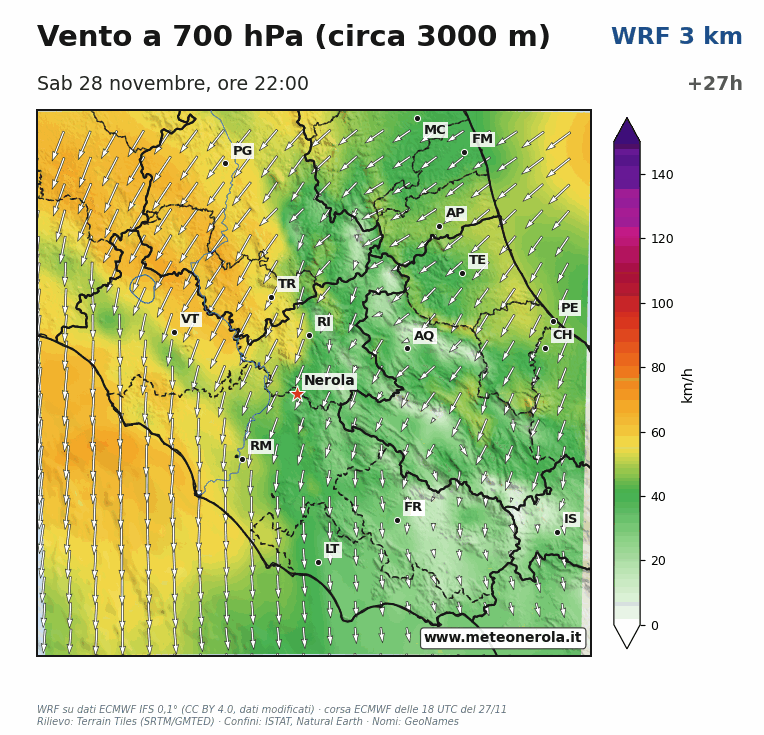 Vento a 700 hPa (circa 3000 m)
WRF 3 km
Sab 28 novembre, ore 22:00
+27h
MC
FM
PG
AP
TE
TR
PE
VT
RI
CH
AQ
Nerola
RM
FR
IS
LT
www.meteonerola.it
140
120
100
80
60
40
20
0
km/h
WRF su dati ECMWF IFS 0,1° (CC BY 4.0, dati modificati) · corsa ECMWF delle 18 UTC del 27/11
Rilievo: Terrain Tiles (SRTM/GMTED) · Confini: ISTAT, Natural Earth · Nomi: GeoNames